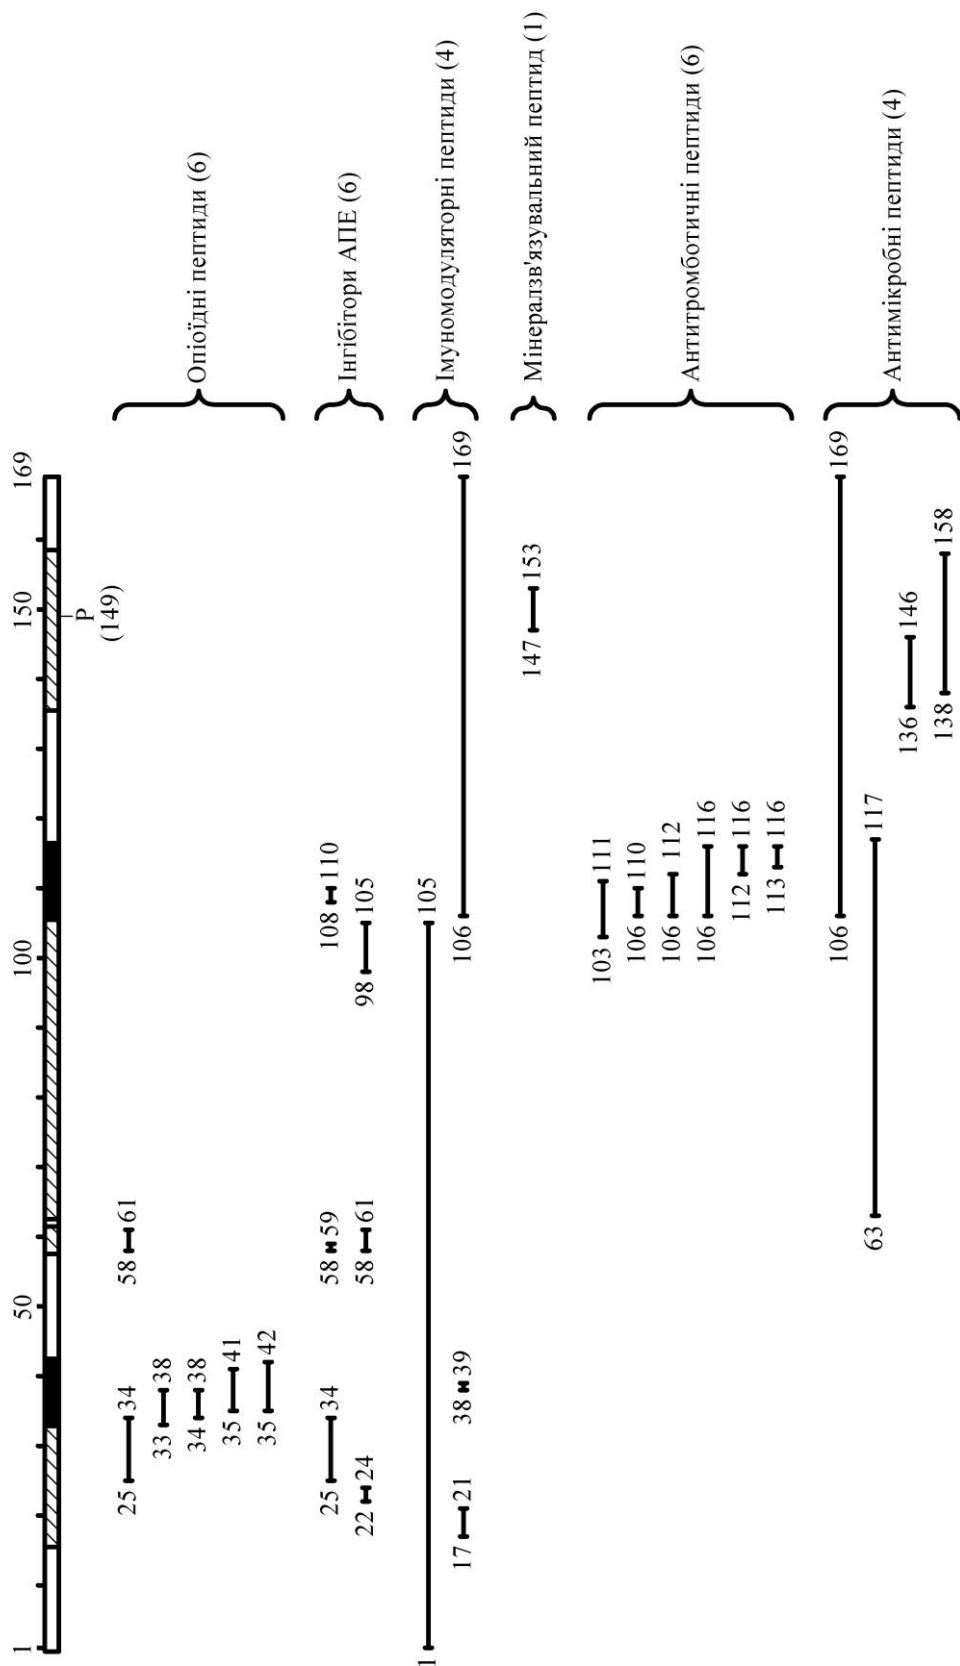 1 50 100 150 169
P
(149)
25 34 58 61
33 38
34 38
35 41
35 42
Опіоїдні пептиди (6)
25 34 58 59 108 110
22 24 58 61 98 105
Інгібітори АПЕ (6)
1 105
17 21 38 39 106 169
Імуномодуляторні пептиди (4)
147 153
Мінералзв'язувальний пептид (1)
103 111
106 110
106 112
106 116
112 116
113 116
Антитромботичні пептиди (6)
106 169
63 117
136 146
138 158
Антимікробні пептиди (4)